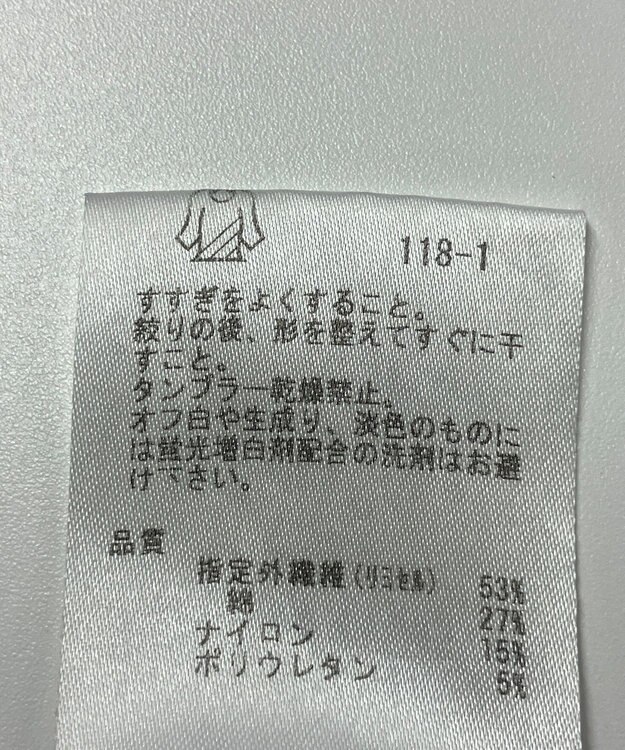 118-1
すすぎをよくすること。
絞りの後、形を整えてすぐに干
すこと。
タンブラー乾燥禁止。
オフ白や生成り、淡色のものに
は蛍光増白剤配合の洗剤はお避
け下さい。
品質
指定外繊維(リヨセル) 53%
綿 27%
ナイロン 15%
ポリウレタン 5%